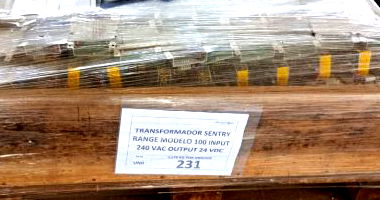 TRANSFORMADOR SENTRY
RANGE MODELO 100 INPUT
240 VAC OUTPUT 24 VDC
231